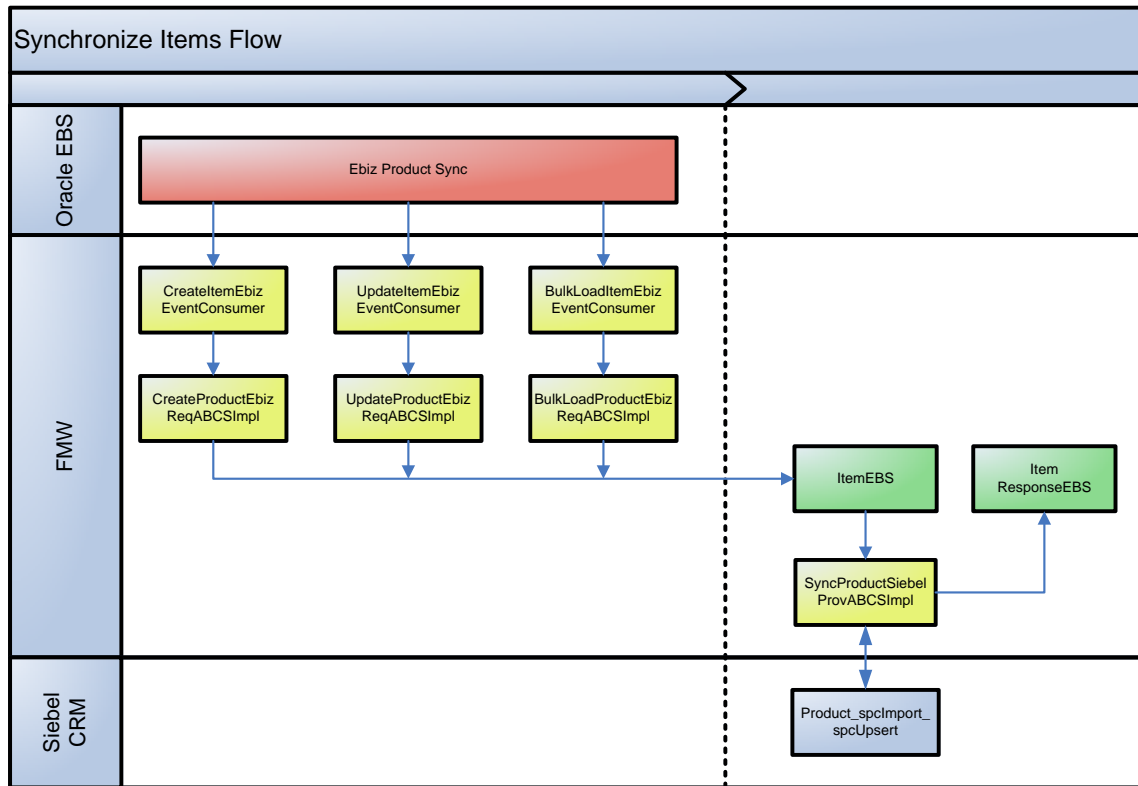 Synchronize Items Flow
Oracle EBS
Ebiz Product Sync
FMW
CreateItemEbiz
EventConsumer
UpdateItemEbiz
EventConsumer
BulkLoadItemEbiz
EventConsumer
CreateProductEbiz
ReqABCSImpl
UpdateProductEbiz
ReqABCSImpl
BulkLoadProductEbiz
ReqABCSImpl
ItemEBS
Item
ResponseEBS
SyncProductSiebel
ProvABCSImpl
Siebel
CRM
Product_spcImport_
spcUpsert